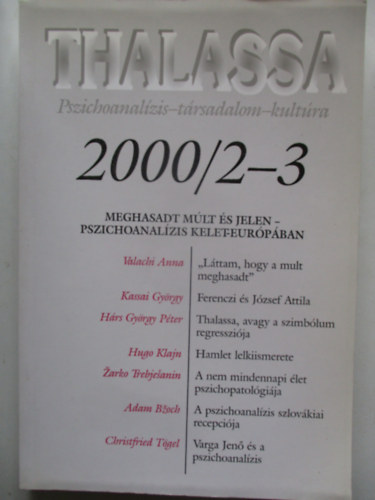 THALASSA
Pszichoanalízis–társadalom–kultúra
2000/2–3
MEGHASADT MÚLT ÉS JELEN –
PSZICHOANALÍZIS KELET-EURÓPÁBAN
Valachi Anna „Láttam, hogy a mult
meghasadt”
Kassai György Ferenczi és József Attila
Hárs György Péter Thalassa, avagy a szimbólum
regressziója
Hugo Klajn Hamlet lelkiismerete
Žarko Trebješanin A nem mindennapi élet
pszichopatológiája
Adam Bžoch A pszichoanalízis szlovákiai
recepciója
Christfried Tögel Varga Jenő és a
pszichoanalízis